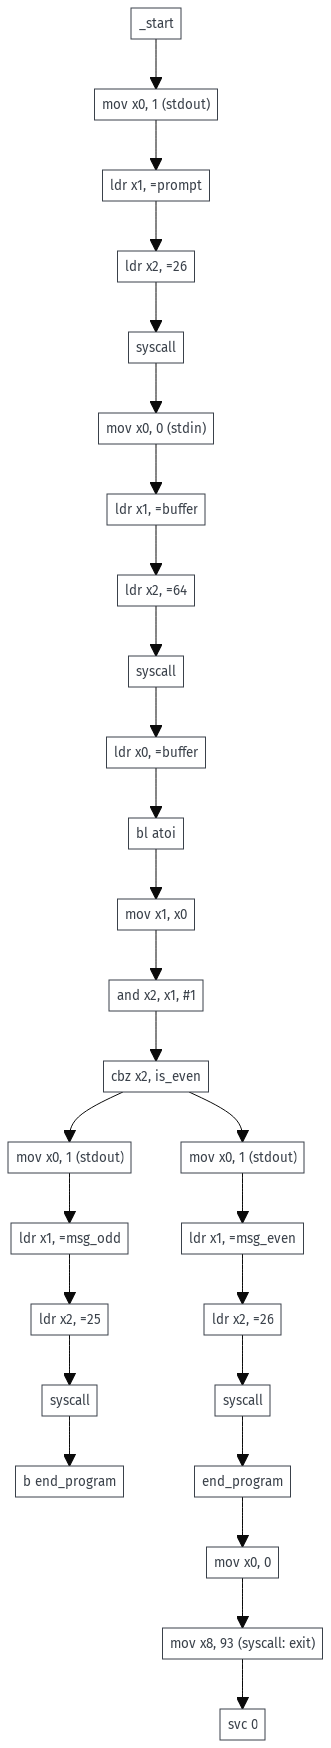 _start
mov x0, 1 (stdout)
ldr x1, =prompt
ldr x2, =26
syscall
mov x0, 0 (stdin)
ldr x1, =buffer
ldr x2, =64
syscall
ldr x0, =buffer
bl atoi
mov x1, x0
and x2, x1, #1
cbz x2, is_even
mov x0, 1 (stdout)
ldr x1, =msg_odd
ldr x2, =25
syscall
b end_program
mov x0, 1 (stdout)
ldr x1, =msg_even
ldr x2, =26
syscall
end_program
mov x0, 0
mov x8, 93 (syscall: exit)
svc 0